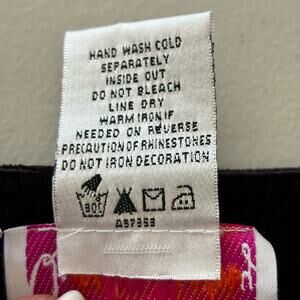 HAND WASH COLD
SEPARATELY
INSIDE OUT
DO NOT BLEACH
LINE DRY
WARM IRON IF
NEEDED ON REVERSE
PRECAUTION OF RHINESTONES
DO NOT IRON DECORATION
30°
A57353